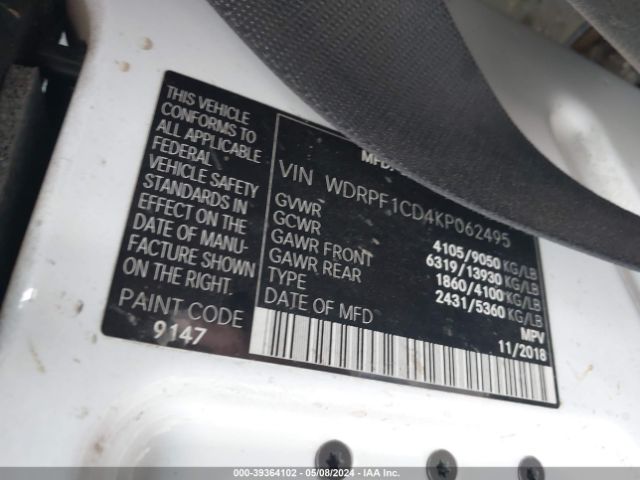 THIS VEHICLE
CONFORMS TO
ALL APPLICABLE
FEDERAL
VEHICLE SAFETY
STANDARDS IN
EFFECT ON THE
DATE OF MANU-
FACTURE SHOWN
ON THE RIGHT.
PAINT CODE
9147
VIN WDRPF1CD4KP062495
GVWR 4105/9050 KG/LB
GCWR 6319/13930 KG/LB
GAWR FRONT 1860/4100 KG/LB
GAWR REAR 2431/5360 KG/LB
TYPE MPV
DATE OF MFD 11/2018
000-39364102 - 05/08/2024 - IAA Inc.